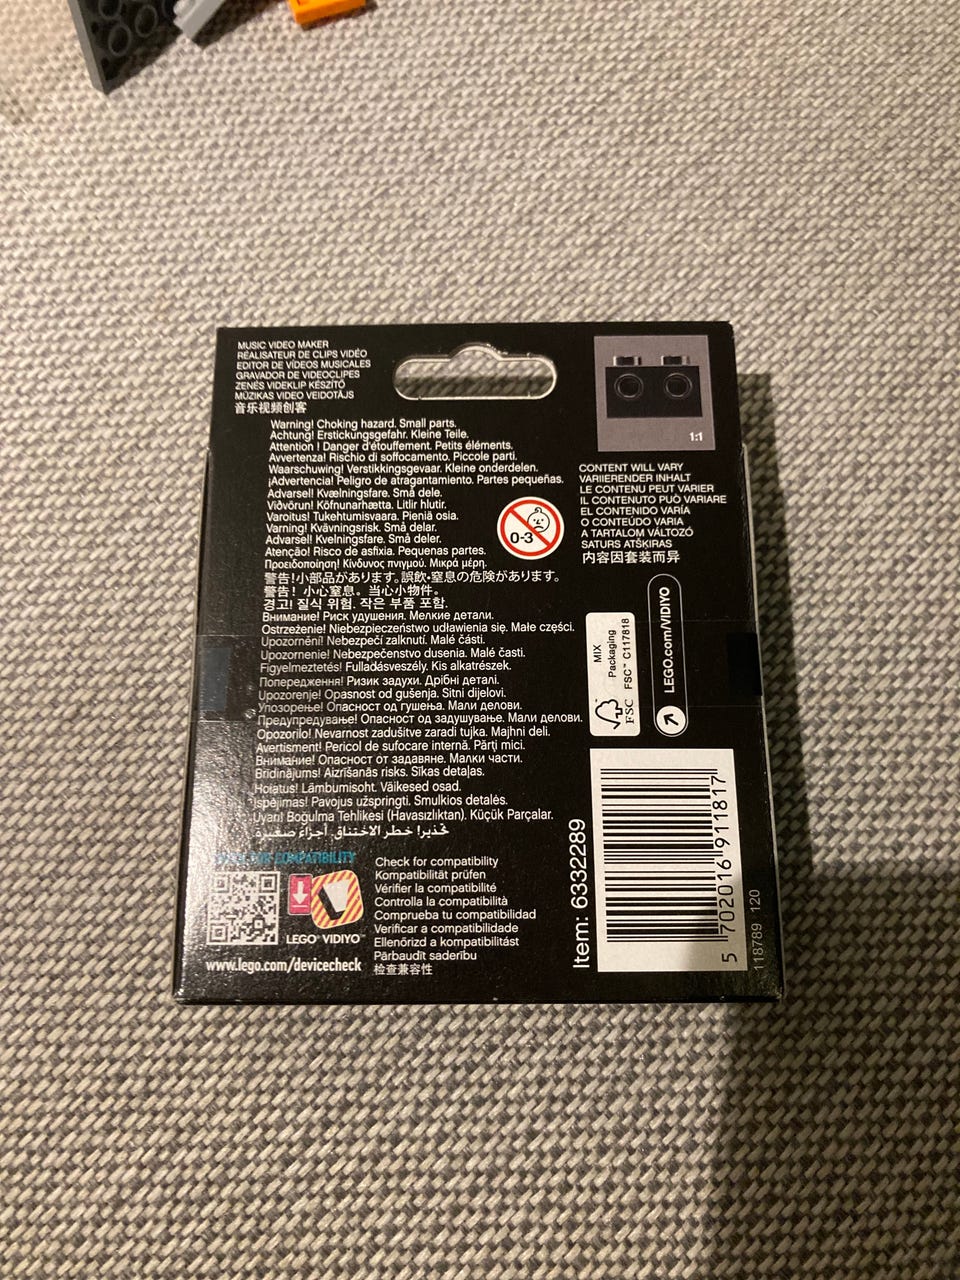 MUSIC VIDEO MAKER
RÉALISATEUR DE CLIPS VIDÉO
EDITOR DE VÍDEOS MUSICALES
GRAVADOR DE VIDEOCLIPES
ZENÉS VIDEKLIP KÉSZÍTŐ
MŪZIKAS VIDEO VEIDOTĀJS
音乐视频创客
1:1
Warning! Choking hazard. Small parts.
Achtung! Erstickungsgefahr. Kleine Teile.
Attention ! Danger d'étouffement. Petits éléments.
Avvertenza! Rischio di soffocamento. Piccole parti.
Waarschuwing! Verstikkingsgevaar. Kleine onderdelen.
¡Advertencia! Peligro de atragantamiento. Partes pequeñas.
Advarsel! Kvælningsfare. Små dele.
Viðvörun! Köfnunarhætta. Litlir hlutir.
Varoitus! Tukehtumisvaara. Pieniä osia.
Varning! Kvävningsrisk. Små delar.
Advarsel! Kvelningsfare. Små deler.
Atenção! Risco de asfixia. Pequenas partes.
Προειδοποίηση! Κίνδυνος πνιγμού. Μικρά μέρη.
警告!小部品があります。誤飲・窒息の危険があります。
警告! 小心窒息。当心小物件。
경고! 질식 위험. 작은 부품 포함.
Внимание! Риск удушения. Мелкие детали.
Ostrzeżenie! Niebezpieczeństwo udławienia się. Małe części.
Upozornění! Nebezpečí zalknutí. Malé části.
Upozornenie! Nebezpečenstvo dusenia. Malé časti.
Figyelmeztetés! Fulladásveszély. Kis alkatrészek.
Попередження! Ризик задухи. Дрібні деталі.
Upozorenje! Opasnost od gušenja. Sitni dijelovi.
Упозорење! Опасност од гушења. Мали делови.
Предупредување! Опасност од задушување. Мали делови.
Opozorilo! Nevarnost zadušitve zaradi tujka. Majhni deli.
Avertisment! Pericol de sufocare internă. Părţi mici.
Внимание! Опасност от задавяне. Малки части.
Brīdinājums! Aizrīšanās risks. Sīkas detaļas.
Hoiatus! Lämbumisoht. Väikesed osad.
Įspėjimas! Pavojus užspringti. Smulkios detalės.
Uyarı! Boğulma Tehlikesi (Havasızlıktan). Küçük Parçalar.
تحذير! خطر الاختناق. أجزاء صغيرة
0-3
CONTENT WILL VARY
VARIIERENDER INHALT
LE CONTENU PEUT VARIER
IL CONTENUTO PUÒ VARIARE
EL CONTENIDO VARÍA
O CONTEÚDO VARIA
A TARTALOM VÁLTOZÓ
SATURS ATŠĶIRAS
内容因套装而异
FSC
MIX
Packaging
FSC™ C117818
LEGO.com/VIDIYO
COMPATIBILITY
LEGO® VIDIYO™
www.lego.com/devicecheck
Check for compatibility
Kompatibilität prüfen
Vérifier la compatibilité
Controlla la compatibilità
Comprueba tu compatibilidad
Verificar a compatibilidade
Ellenőrizd a kompatibilitást
Pārbaudīt saderību
检查兼容性
Item: 6332289
5 702016 911817
118789 120